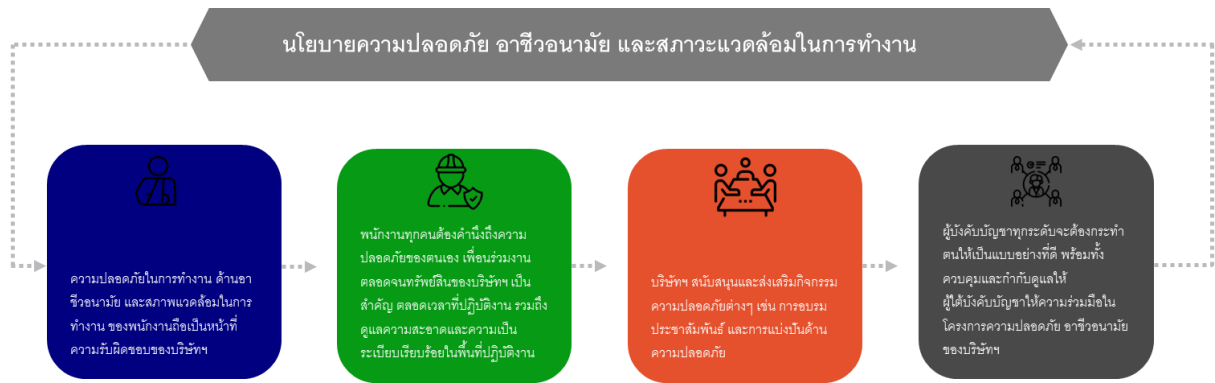 นโยบายความปลอดภัย อาชีวอนามัย และสภาวะแวดล้อมในการทำงาน
ความปลอดภัยในการทำงาน ด้านอา
ชีวอนามัย และสภาพแวดล้อมในการ
ทำงาน ของพนักงานถือเป็นหน้าที่
ความรับผิดชอบของบริษัทฯ
พนักงานทุกคนต้องคำนึงถึงความ
ปลอดภัยของตนเอง เพื่อนร่วมงาน
ตลอดจนทรัพย์สินของบริษัทฯ เป็น
สำคัญ ตลอดเวลาที่ปฏิบัติงาน รวมถึง
ดูแลความสะอาดและความเป็น
ระเบียบเรียบร้อยในพื้นที่ปฏิบัติงาน
บริษัทฯ สนับสนุนและส่งเสริมกิจกรรม
ความปลอดภัยต่างๆ เช่น การอบรม
ประชาสัมพันธ์ และการแบ่งปันด้าน
ความปลอดภัย
ผู้บังคับบัญชาทุกระดับจะต้องกระทำ
ตนให้เป็นแบบอย่างที่ดี พร้อมทั้ง
ควบคุมและกำกับดูแลให้
ผู้ใต้บังคับบัญชาให้ความร่วมมือใน
โครงการความปลอดภัย อาชีวอนามัย
ของบริษัทฯ